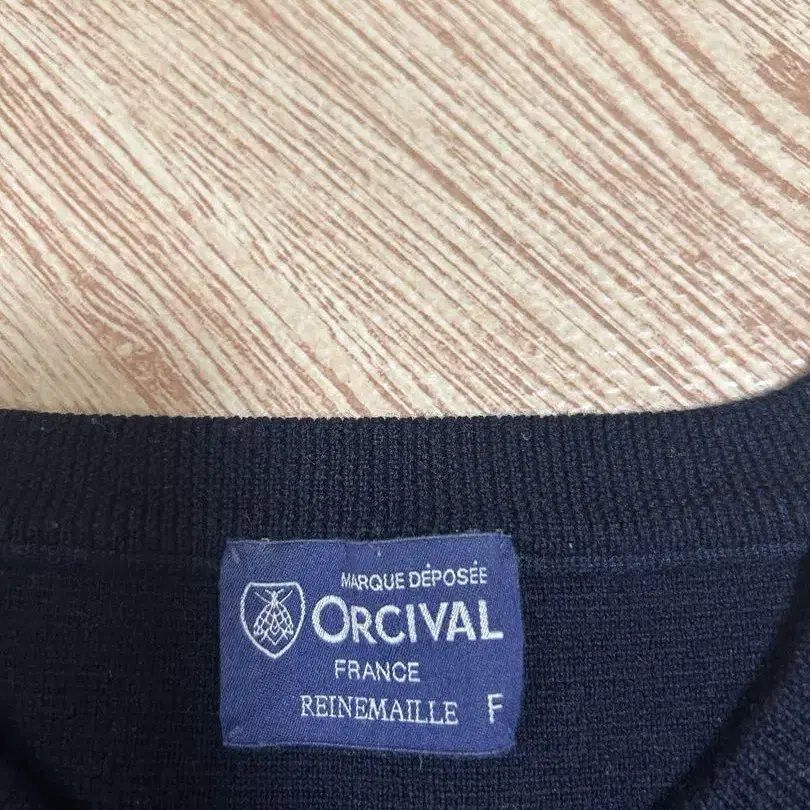 MARQUE DÉPOSÉE
ORCIVAL
FRANCE
REINEMAILLE F